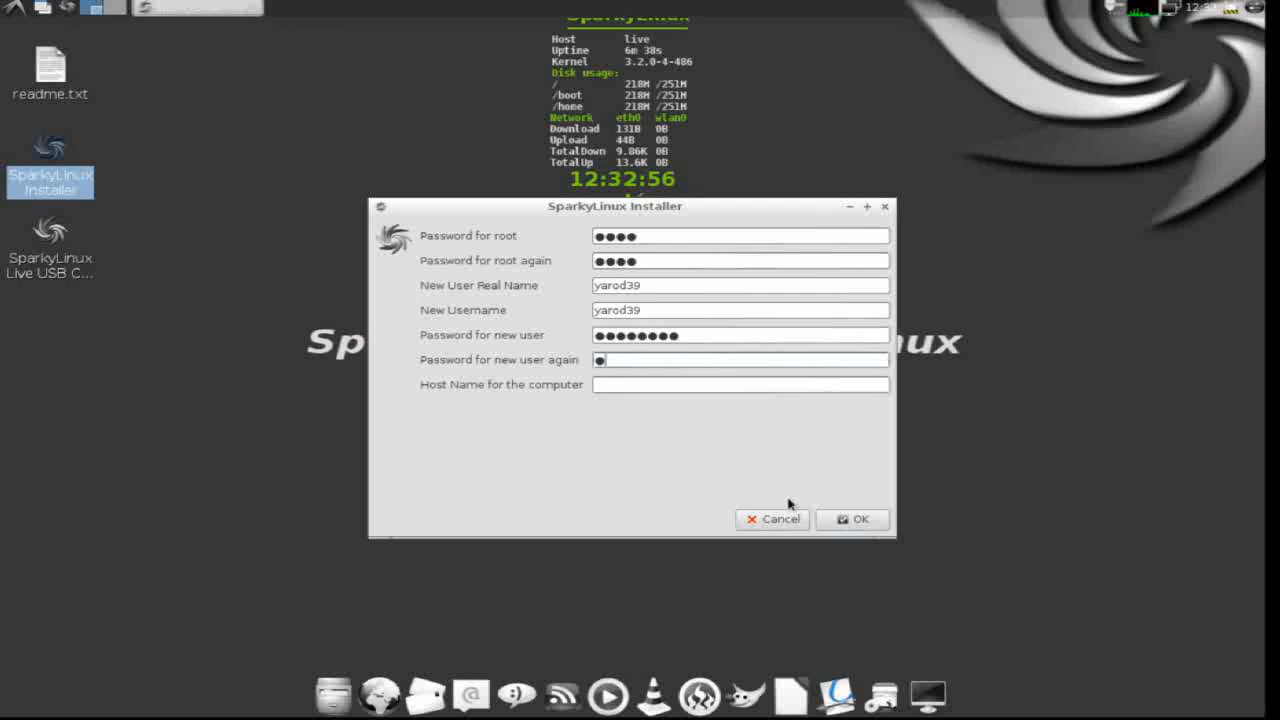 SparkyLinux
Host live
Uptime 6m 38s
Kernel 3.2.0-4-486
Disk usage:
/ 218M /251M
/boot 218M /251M
/home 218M /251M
Network eth0 wlan0
Download 131B 0B
Upload 44B 0B
TotalDown 9.86K 0B
TotalUp 13.6K 0B
12:32:56
readme.txt
SparkyLinux
Installer
SparkyLinux
Live USB C...
SparkyLinux Installer
Password for root
Password for root again
New User Real Name yarod39
New Username yarod39
Password for new user
Password for new user again
Host Name for the computer
Cancel OK
Sp
nux